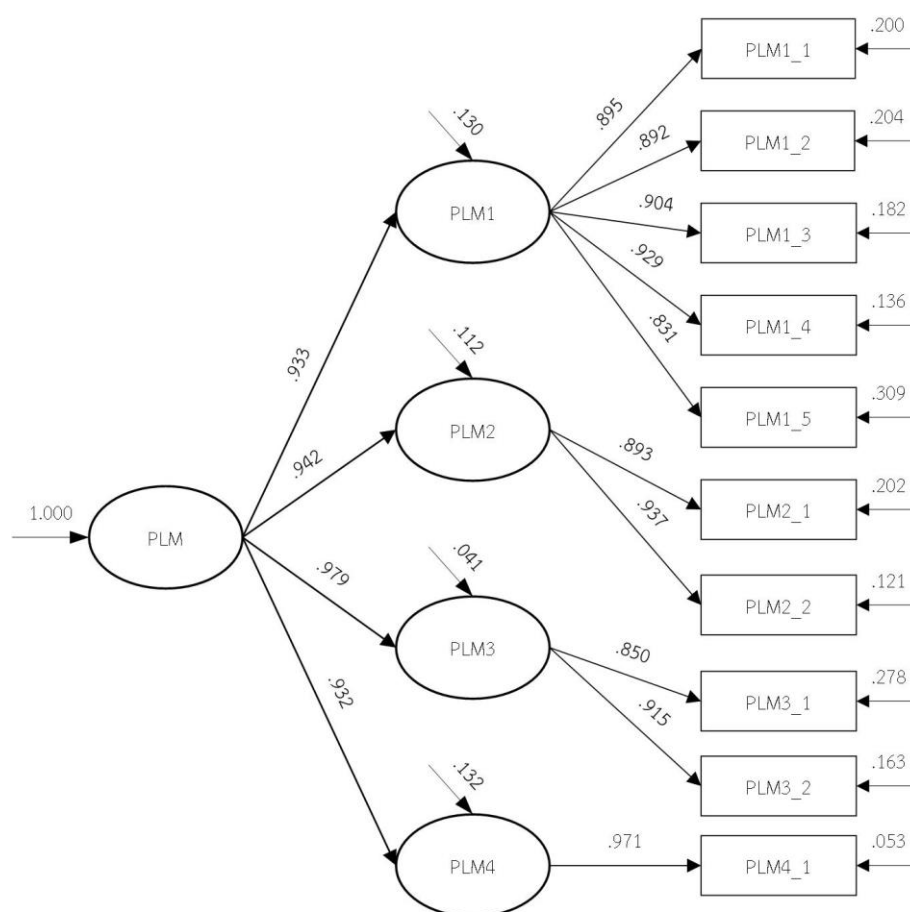 .200
PLM1_1
.895
.204
.130
PLM1_2
.892
PLM1
.904
.182
PLM1_3
.929
.136
PLM1_4
.831
.112
.933
.309
PLM1_5
PLM2
.893
.942
.202
PLM2_1
.937
1.000
PLM
.041
.979
.121
PLM2_2
PLM3
.850
.278
.932
PLM3_1
.915
.163
.132
PLM3_2
.971
.053
PLM4
PLM4_1